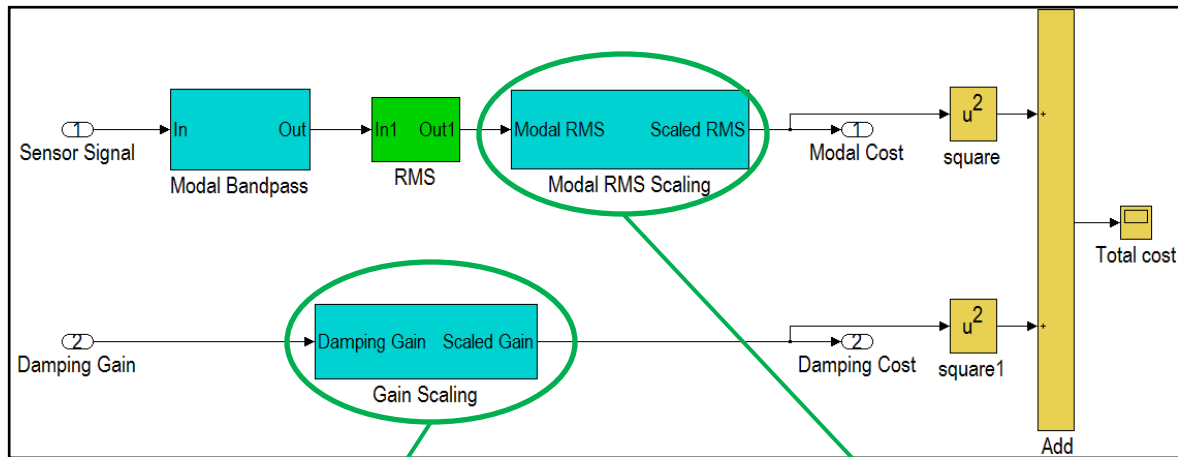 1
Sensor Signal
In Out
Modal Bandpass
In1 Out1
RMS
Modal RMS Scaled RMS
Modal RMS Scaling
1
Modal Cost
u²
square
+
Total cost
2
Damping Gain
Damping Gain Scaled Gain
Gain Scaling
2
Damping Cost
u²
square1
+
Add